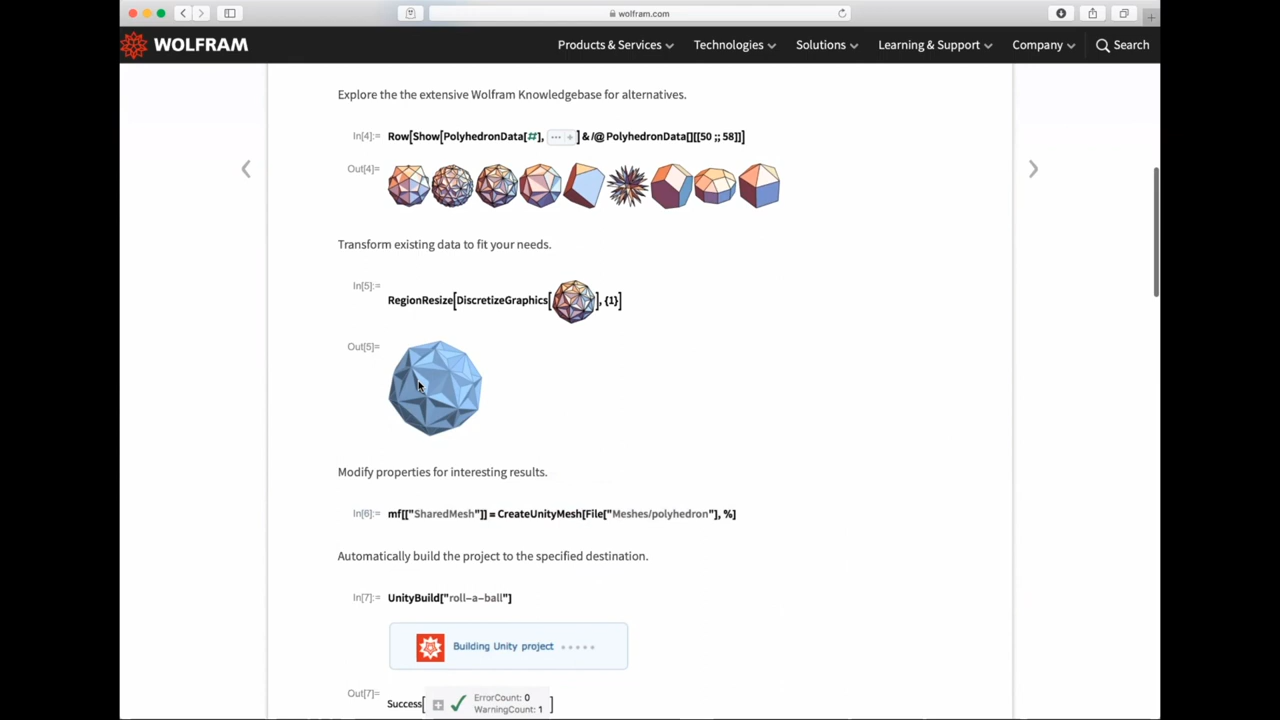 wolfram.com
WOLFRAM
Products & Services
Technologies
Solutions
Learning & Support
Company
Search
Explore the the extensive Wolfram Knowledgebase for alternatives.
In[4]:= Row[Show[PolyhedronData[#], ··· +] & /@ PolyhedronData[][[50 ;; 58]]]
Out[4]=
Transform existing data to fit your needs.
In[5]:=
RegionResize[DiscretizeGraphics[], {1}]
Out[5]=
Modify properties for interesting results.
In[6]:= mf[["SharedMesh"]] = CreateUnityMesh[File["Meshes/polyhedron"], %]
Automatically build the project to the specified destination.
In[7]:= UnityBuild["roll-a-ball"]
Building Unity project
Out[7]=
Success[
ErrorCount: 0
WarningCount: 1
]